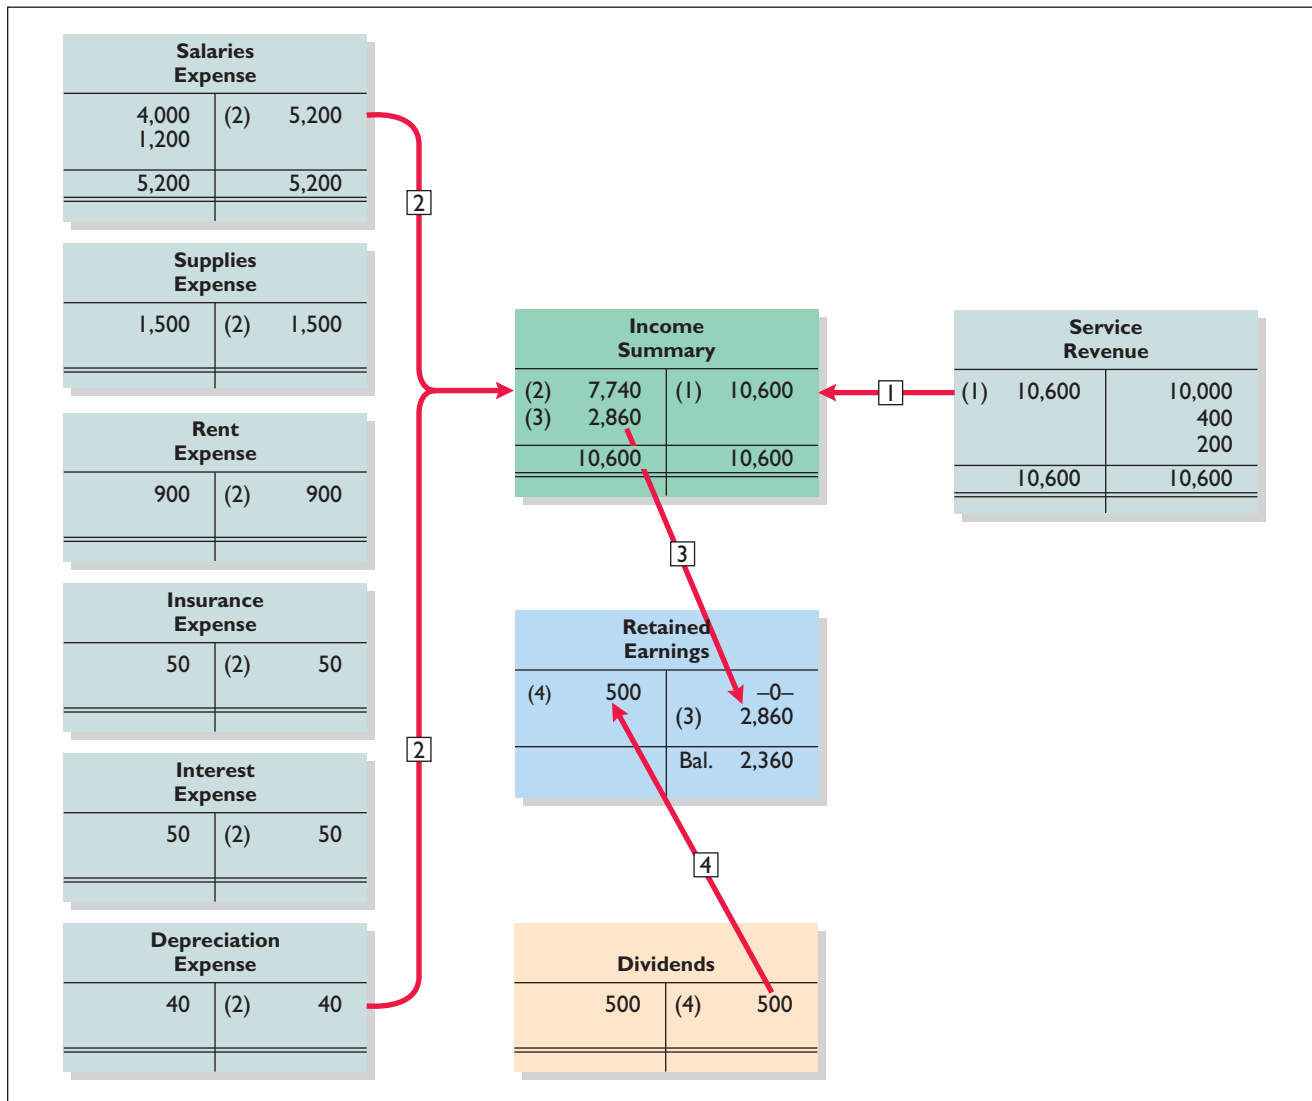 Salaries
Expense
4,000 (2) 5,200
1,200
5,200 5,200
2
Supplies
Expense
1,500 (2) 1,500
Rent
Expense
900 (2) 900
Insurance
Expense
50 (2) 50
2
Interest
Expense
50 (2) 50
Depreciation
Expense
40 (2) 40
Income
Summary
(2) 7,740 (1) 10,600
(3) 2,860
10,600 10,600
1
Service
Revenue
(1) 10,600 10,000
400
200
10,600 10,600
3
Retained
Earnings
(4) 500 –0–
(3) 2,860
Bal. 2,360
4
Dividends
500 (4) 500